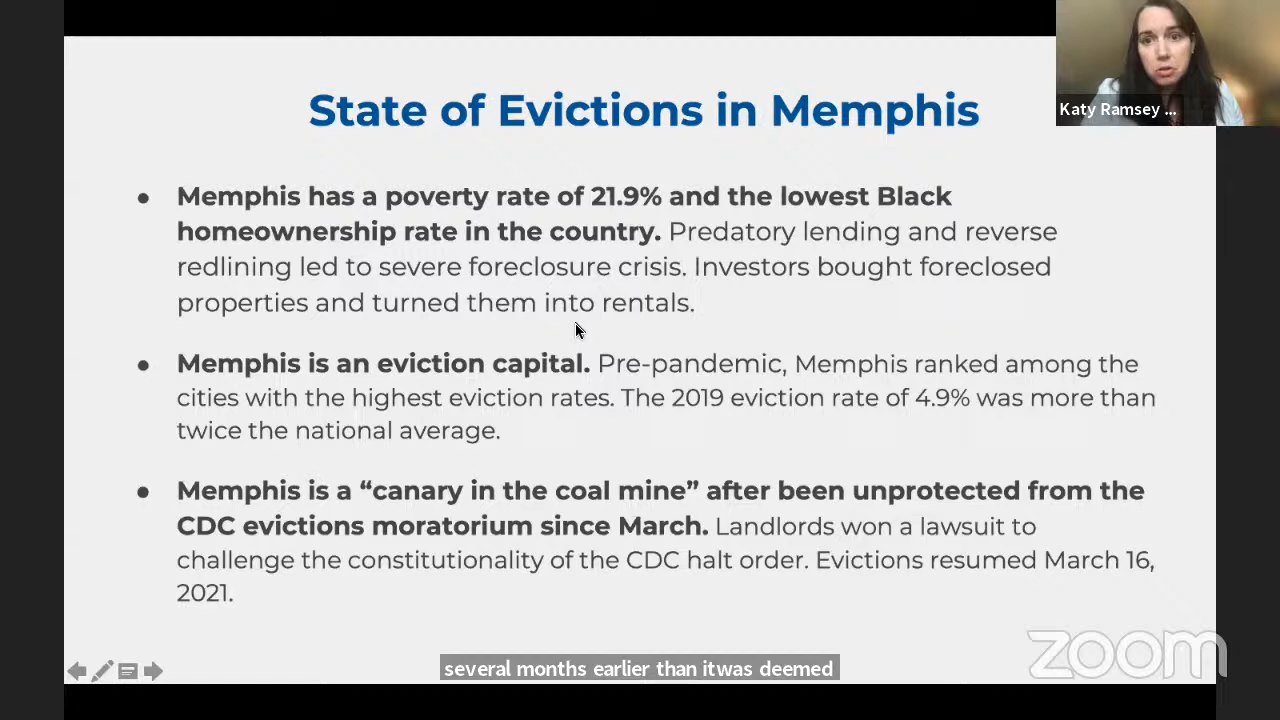 State of Evictions in Memphis
Katy Ramsey ...
● Memphis has a poverty rate of 21.9% and the lowest Black
homeownership rate in the country. Predatory lending and reverse
redlining led to severe foreclosure crisis. Investors bought foreclosed
properties and turned them into rentals.
● Memphis is an eviction capital. Pre-pandemic, Memphis ranked among the
cities with the highest eviction rates. The 2019 eviction rate of 4.9% was more than
twice the national average.
● Memphis is a “canary in the coal mine” after been unprotected from the
CDC evictions moratorium since March. Landlords won a lawsuit to
challenge the constitutionality of the CDC halt order. Evictions resumed March 16,
2021.
several months earlier than itwas deemed
zoom